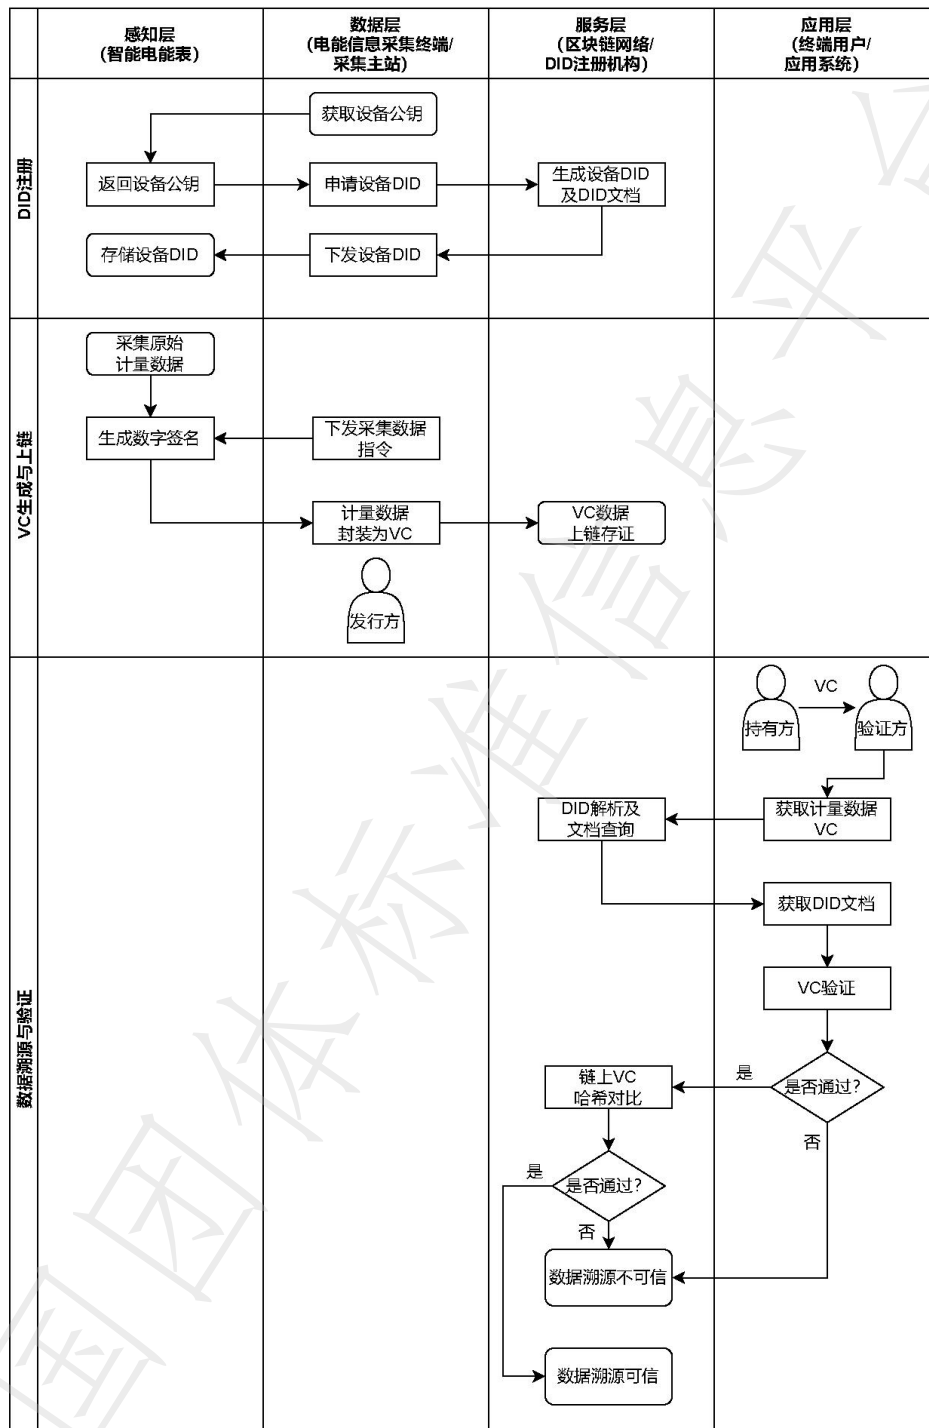 感知层
（智能电能表）
数据层
（电能信息采集终端/
采集主站）
服务层
（区块链网络/
DID注册机构）
应用层
（终端用户/
应用系统）
DID注册
获取设备公钥
返回设备公钥
申请设备DID
生成设备DID
及DID文档
存储设备DID
下发设备DID
VC生成与上链
采集原始
计量数据
生成数字签名
下发采集数据
指令
计量数据
封装为VC
VC数据
上链存证
发行方
数据溯源与验证
持有方
VC
验证方
DID解析及
文档查询
获取计量数据
VC
获取DID文档
VC验证
是否通过?
是
否
链上VC
哈希对比
是否通过?
是
否
数据溯源不可信
数据溯源可信
国团体标准信息平台